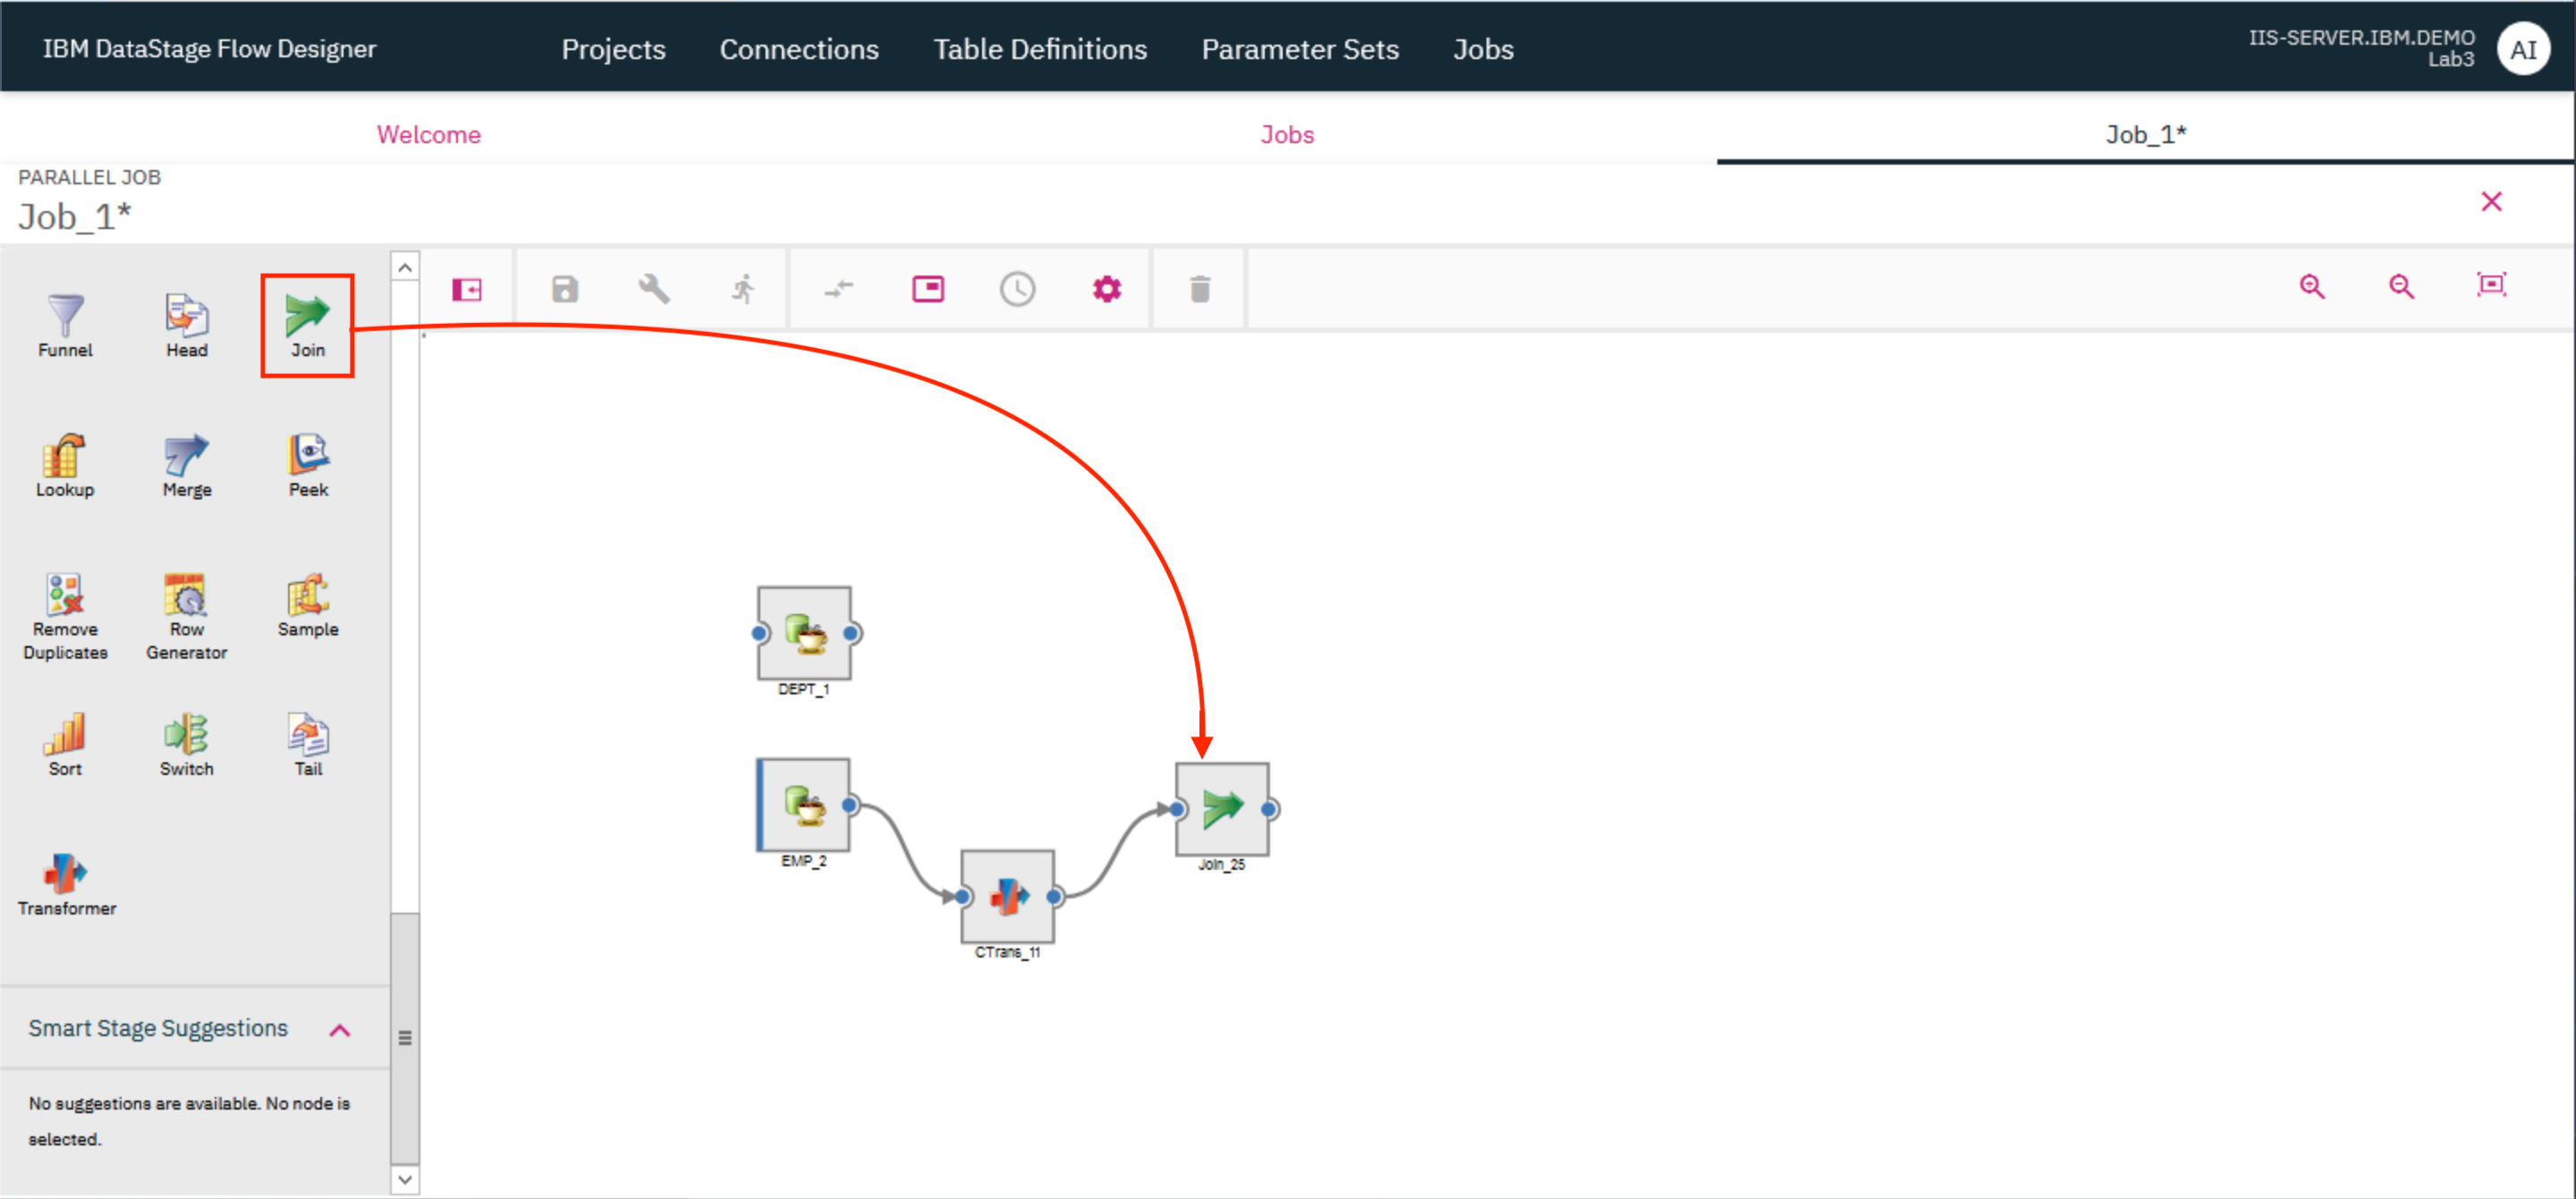 IBM DataStage Flow Designer
Projects
Connections
Table Definitions
Parameter Sets
Jobs
IIS-SERVER.IBM.DEMO
Lab3
AI
Welcome
Jobs
Job_1*
PARALLEL JOB
Job_1*
Funnel
Head
Join
Lookup
Merge
Peek
Remove
Duplicates
Row
Generator
Sample
Sort
Switch
Tail
Transformer
Smart Stage Suggestions
No suggestions are available. No node is
selected.
DEPT_1
EMP_2
CTrans_11
Join_25